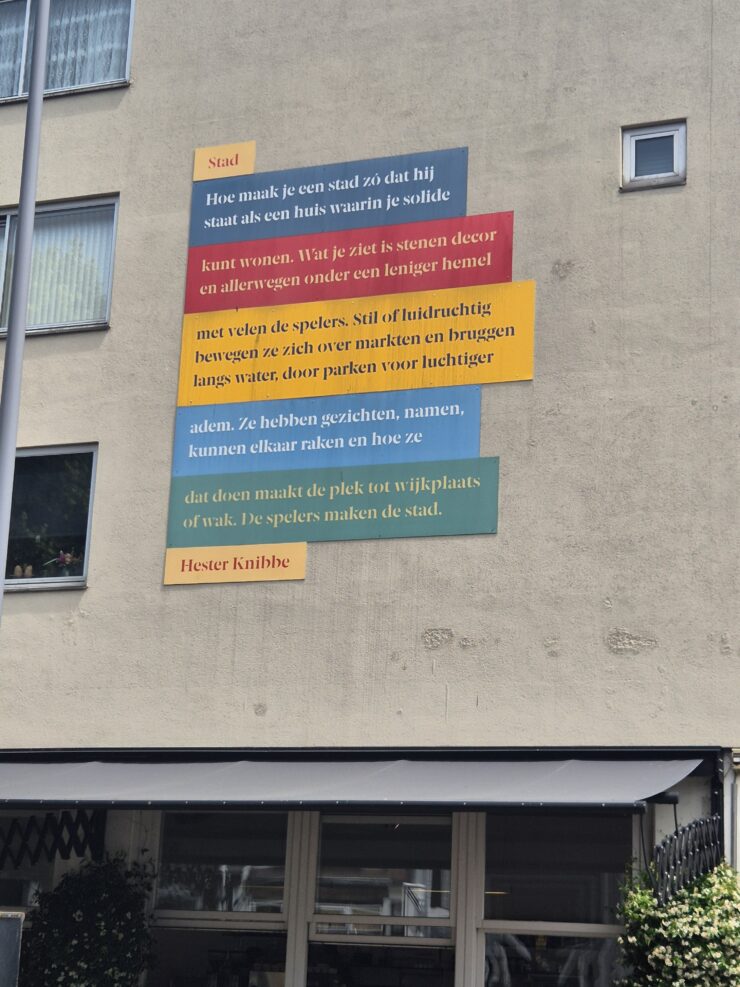 Stad
Hoe maak je een stad zó dat hij
staat als een huis waarin je solide
kunt wonen. Wat je ziet is stenen decor
en allerwegen onder een leniger hemel
met velen de spelers. Stil of luidruchtig
bewegen ze zich over markten en bruggen
langs water, door parken voor luchtiger
adem. Ze hebben gezichten, namen,
kunnen elkaar raken en hoe ze
dat doen maakt de plek tot wijkplaats
of wak. De spelers maken de stad.
Hester Knibbe